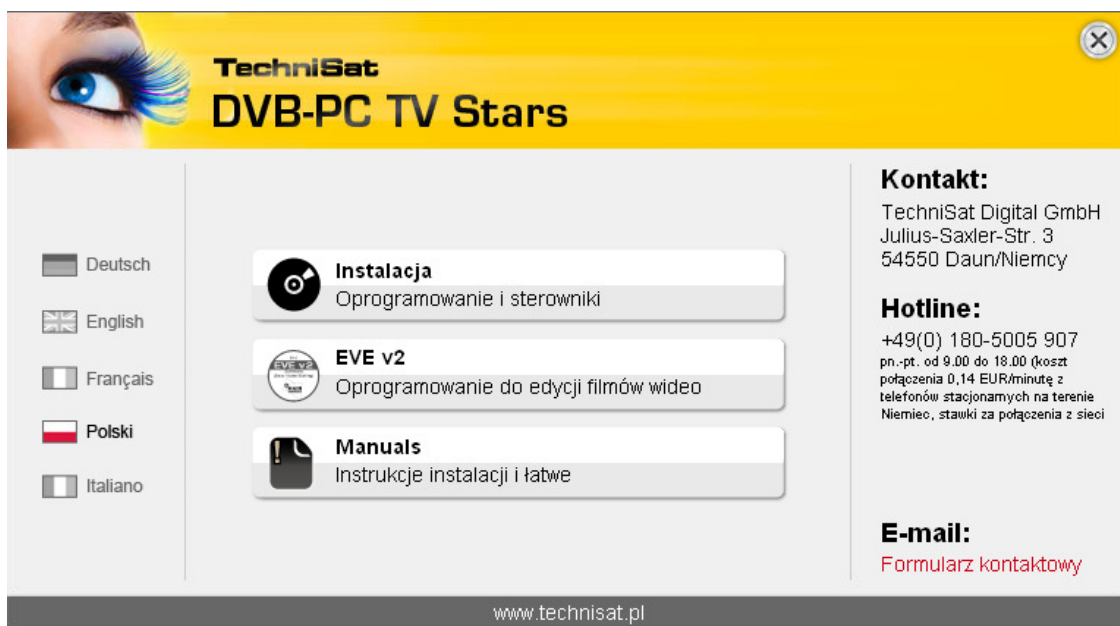 TechniSat
DVB-PC TV Stars
Deutsch
English
Français
Polski
Italiano
Instalacja
Oprogramowanie i sterowniki
EVE v2
Oprogramowanie do edycji filmów wideo
Manuals
Instrukcje instalacji i łatwe
Kontakt:
TechniSat Digital GmbH
Julius-Saxler-Str. 3
54550 Daun/Niemcy
Hotline:
+49(0) 180-5005 907
pn.-pt. od 9.00 do 18.00 (koszt
połączenia 0,14 EUR/minutę z
telefonów stacjonarnych na terenie
Niemiec, stawki za połączenia z sieci
E-mail:
Formularz kontaktowy
www.technisat.pl